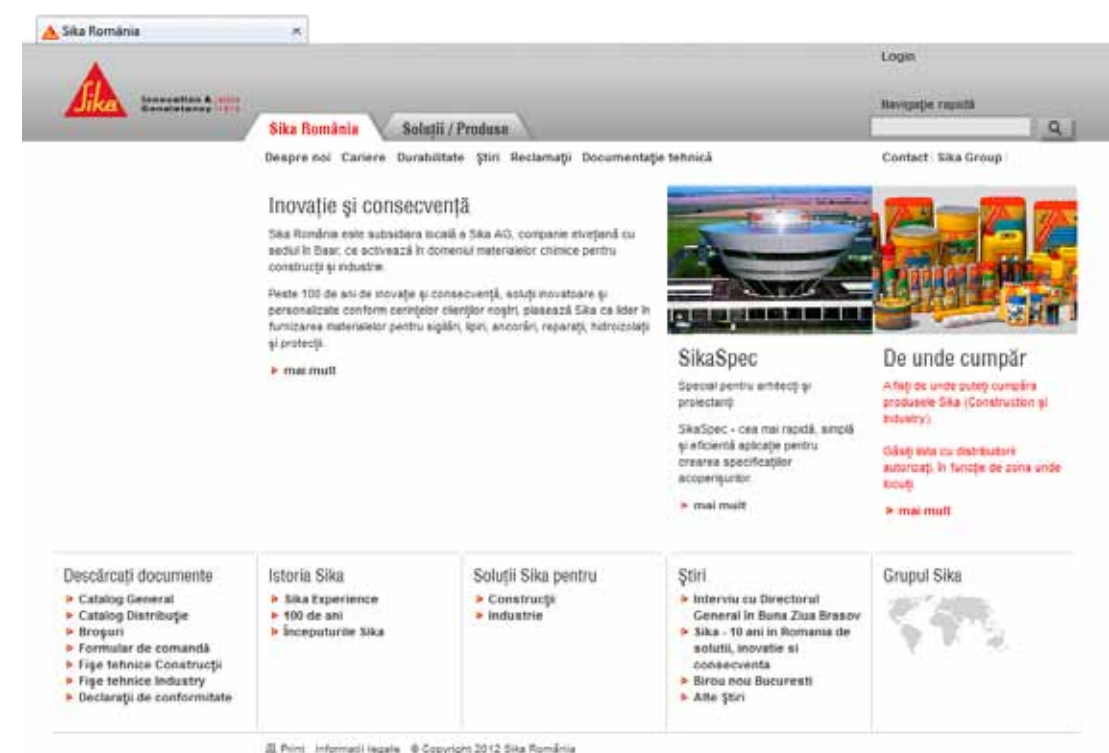 Sika România
Login
Sika
Innovation & since
Consistency 1910
Navigaţie rapidă
Sika România
Soluţii / Produse
Despre noi Cariere Durabilitate Ştiri Reclamaţii Documentaţie tehnică
Contact Sika Group
Inovaţie şi consecvenţă
Sika România este subsidiara locală a Sika AG, companie elveţiană cu
sediul în Baar, ce activează în domeniul materialelor chimice pentru
construcţii şi industrie.
Peste 100 de ani de inovaţie şi consecvenţă, soluţii inovatoare şi
personalizate conform cerinţelor clienţilor noştri, plasează Sika ca lider în
furnizarea materialelor pentru sigilări, lipiri, ancorări, reparaţii, hidroizolaţii
şi protecţii.
mai mult
SikaSpec
Special pentru arhitecţi şi
proiectanţi
SikaSpec - cea mai rapidă, simplă
şi eficientă aplicaţie pentru
crearea specificaţiilor
acoperişurilor.
mai mult
De unde cumpăr
Aflaţi de unde puteţi cumpăra
produsele Sika (Construction şi
Industry).
Găsiţi lista cu distribuitorii
autorizaţi, în funcţie de zona unde
locuiţi.
mai mult
Descărcaţi documente
Catalog General
Catalog Distribuţie
Broşuri
Formular de comandă
Fişe tehnice Construcţii
Fişe tehnice Industry
Declaraţii de conformitate
Istoria Sika
Sika Experience
100 de ani
Începuturile Sika
Soluţii Sika pentru
Construcţii
Industrie
Ştiri
Interviu cu Directorul
General în Buna Ziua Brasov
Sika - 10 ani in Romania de
solutii, inovatie si
consecventa
Birou nou Bucuresti
Alte Ştiri
Grupul Sika
Print Informaţii legale © Copyright 2012 Sika România